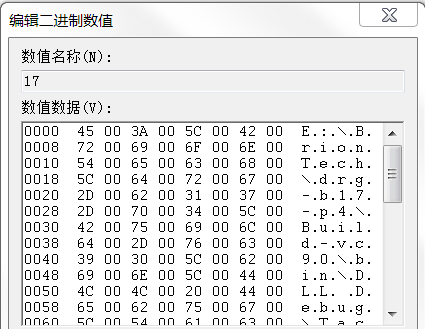 编辑二进制数值
数值名称(N):
17
数值数据(V):
0000 45 00 3A 00 5C 00 42 00 E.:.\.B.
0008 72 00 69 00 6F 00 6E 00 r.i.o.n.
0010 54 00 65 00 63 00 68 00 T.e.c.h.
0018 5C 00 64 00 72 00 67 00 \.d.r.g.
0020 2D 00 62 00 31 00 37 00 -.b.1.7.
0028 2D 00 70 00 34 00 5C 00 -.p.4.\.
0030 42 00 75 00 69 00 6C 00 B.u.i.l.
0038 64 00 2D 00 76 00 63 00 d.-.v.c.
0040 39 00 30 00 5C 00 62 00 9.0.\.b.
0048 69 00 6E 00 5C 00 44 00 i.n.\.D.
0050 4C 00 4C 00 20 00 44 00 L.L. .D.
0058 65 00 62 00 75 00 67 00 e.b.u.g.
0060 5C 00 54 00 61 00 63 00 \.T.a.c.